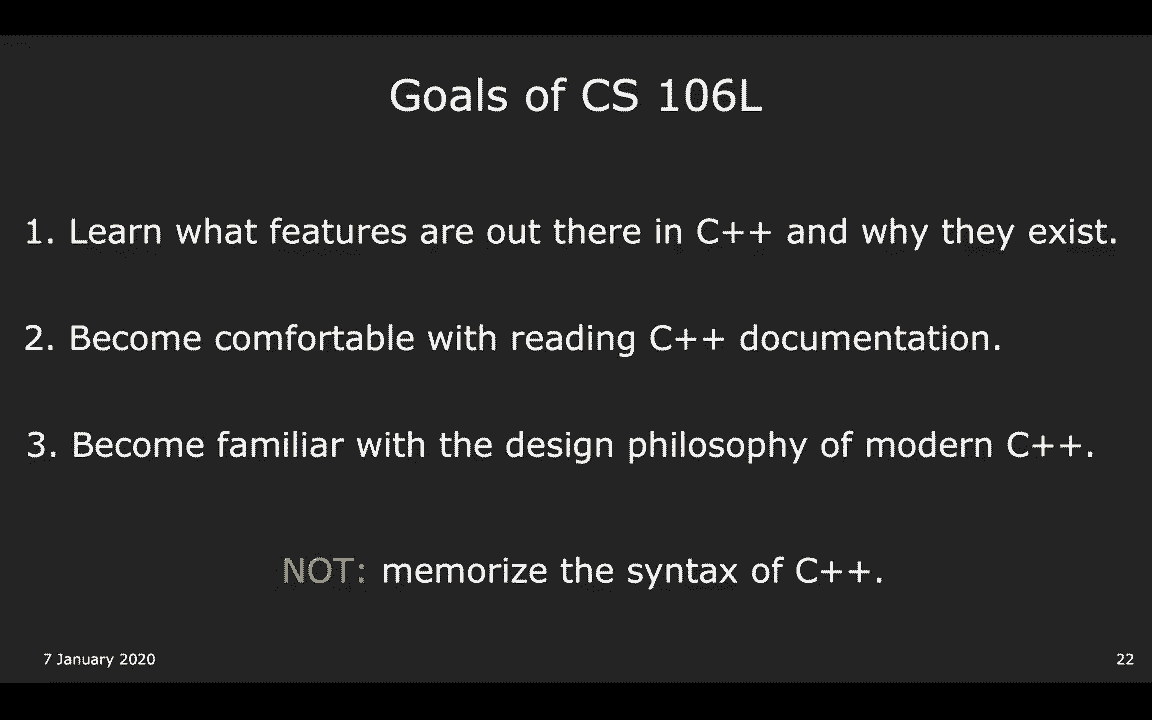 Goals of CS 106L
1. Learn what features are out there in C++ and why they exist.
2. Become comfortable with reading C++ documentation.
3. Become familiar with the design philosophy of modern C++.
NOT: memorize the syntax of C++.
7 January 2020
22